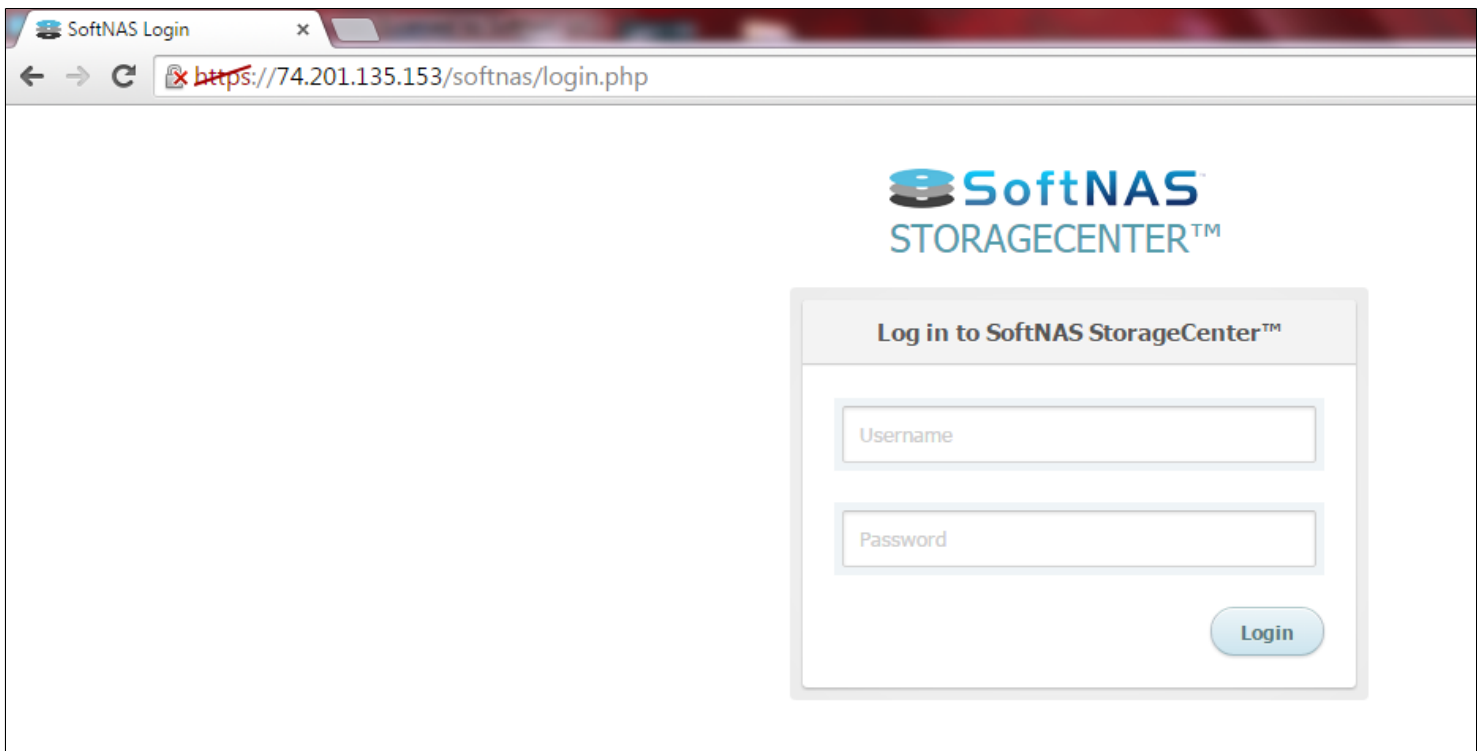 SoftNAS Login
https://74.201.135.153/softnas/login.php
SoftNAS™
STORAGECENTER™
Log in to SoftNAS StorageCenter™
Username
Password
Login